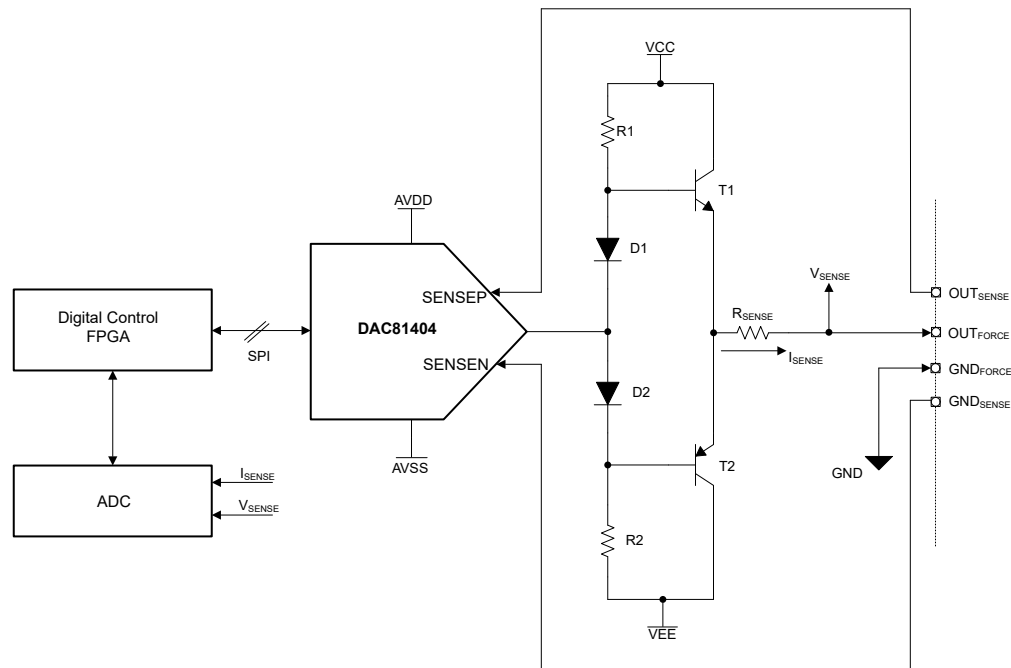 VCC
R1
T1
AVDD
D1
VSENSE
OUTSENSE
SENSEP
Digital Control
FPGA
SPI
DAC81404
RSENSE
OUTFORCE
ISENSE
SENSEN
GNDFORCE
D2
GNDSENSE
AVSS
T2
GND
ADC
ISENSE
VSENSE
R2
VEE